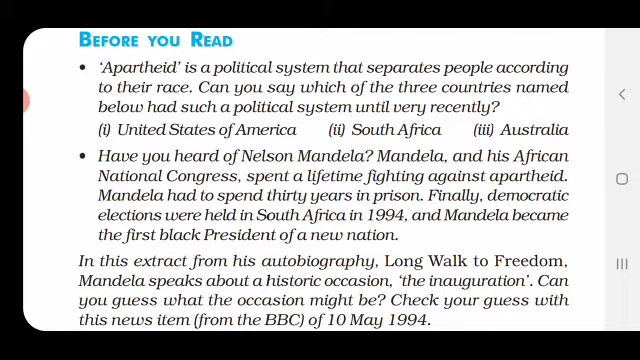 BEFORE YOU READ
• ‘Apartheid’ is a political system that separates people according
to their race. Can you say which of the three countries named
below had such a political system until very recently?
(i) United States of America (ii) South Africa (iii) Australia
• Have you heard of Nelson Mandela? Mandela, and his African
National Congress, spent a lifetime fighting against apartheid.
Mandela had to spend thirty years in prison. Finally, democratic
elections were held in South Africa in 1994, and Mandela became
the first black President of a new nation.
In this extract from his autobiography, Long Walk to Freedom,
Mandela speaks about a historic occasion, ‘the inauguration’. Can
you guess what the occasion might be? Check your guess with
this news item (from the BBC) of 10 May 1994.